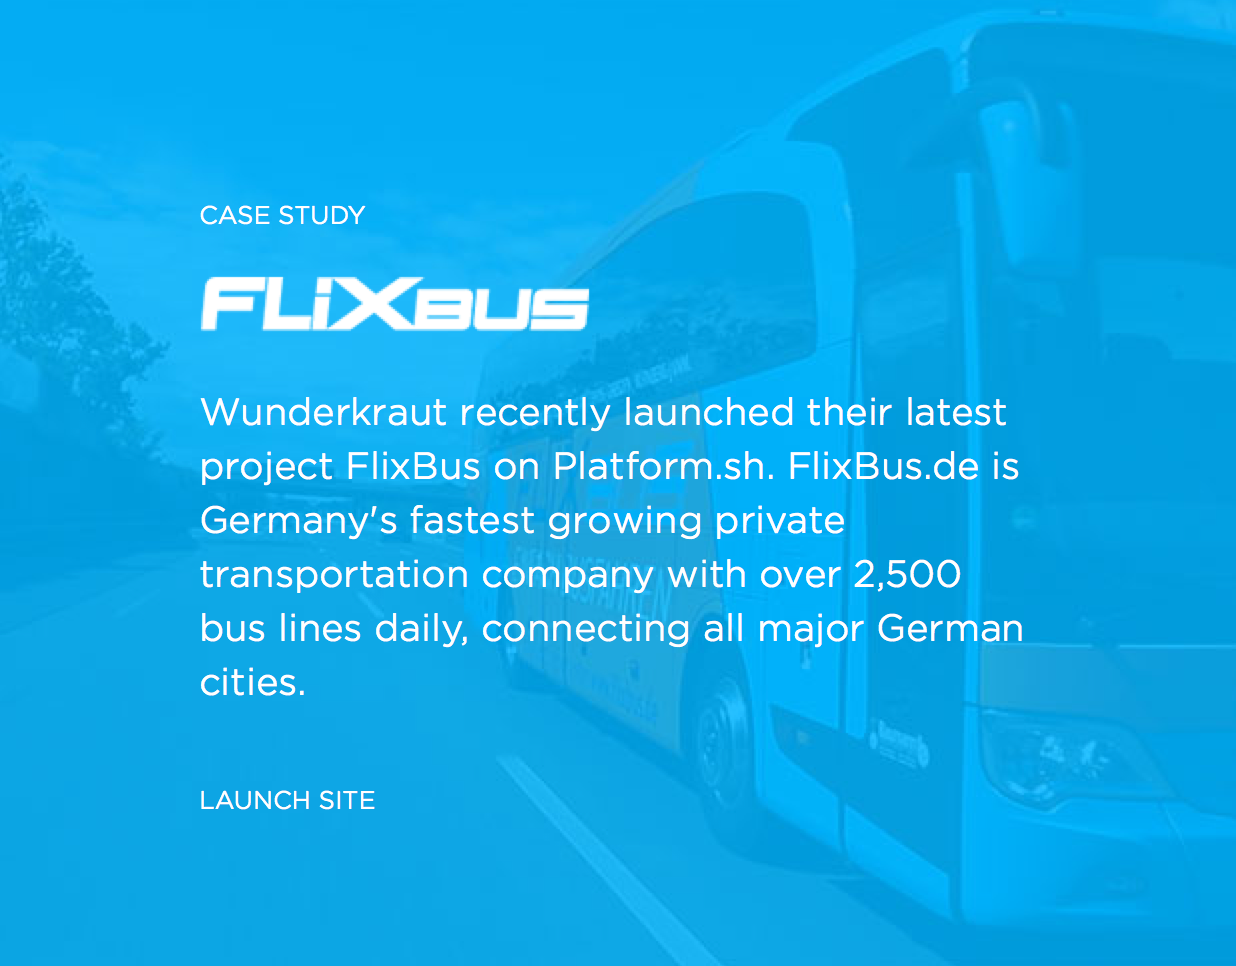 CASE STUDY
FLiXBUS
Wunderkraut recently launched their latest
project FlixBus on Platform.sh. FlixBus.de is
Germany's fastest growing private
transportation company with over 2,500
bus lines daily, connecting all major German
cities.
LAUNCH SITE